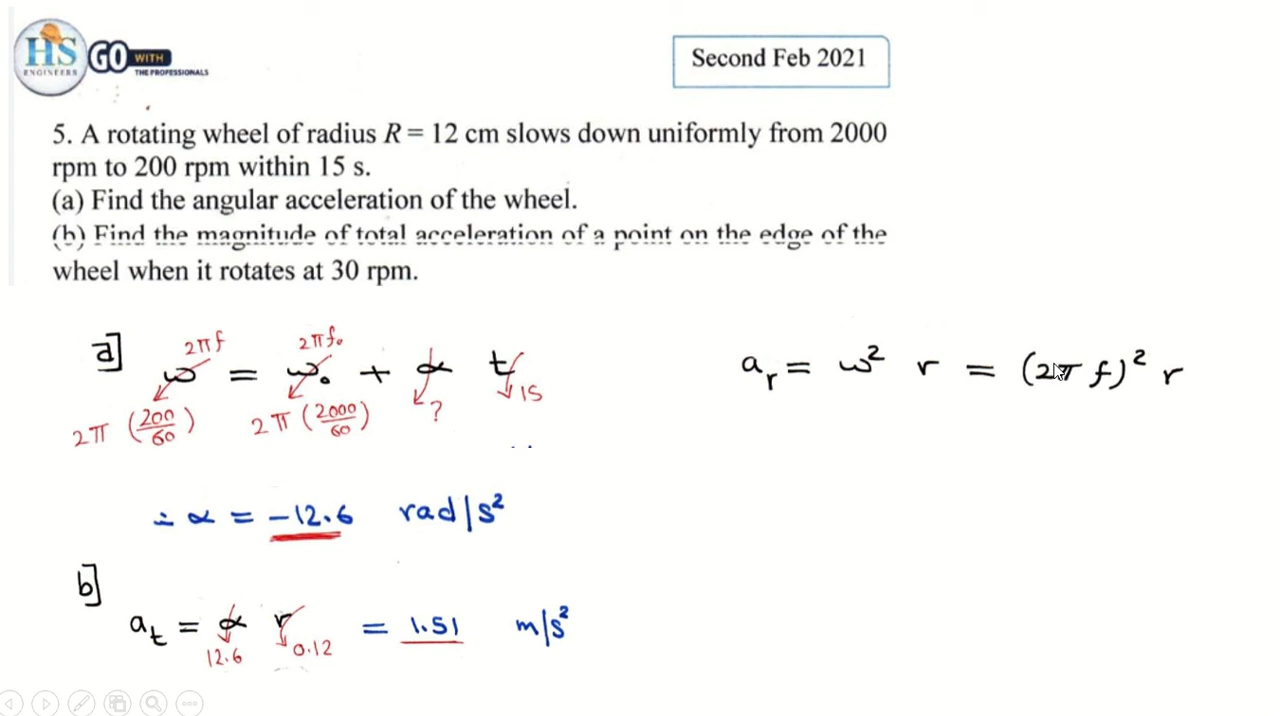 HS
ENGINEERS
GO WITH
THE PROFESSIONALS
Second Feb 2021
5. A rotating wheel of radius R = 12 cm slows down uniformly from 2000
rpm to 200 rpm within 15 s.
(a) Find the angular acceleration of the wheel.
(b) Find the magnitude of total acceleration of a point on the edge of the
wheel when it rotates at 30 rpm.
a]
2πf 2πf₀
ω = ω₀ + α t
2π (200/60) 2π (2000/60) ? 15
∴ α = -12.6 rad/s²
b]
a_t = α r = 1.51 m/s²
12.6 0.12
a_r = ω² r = (2π f)² r